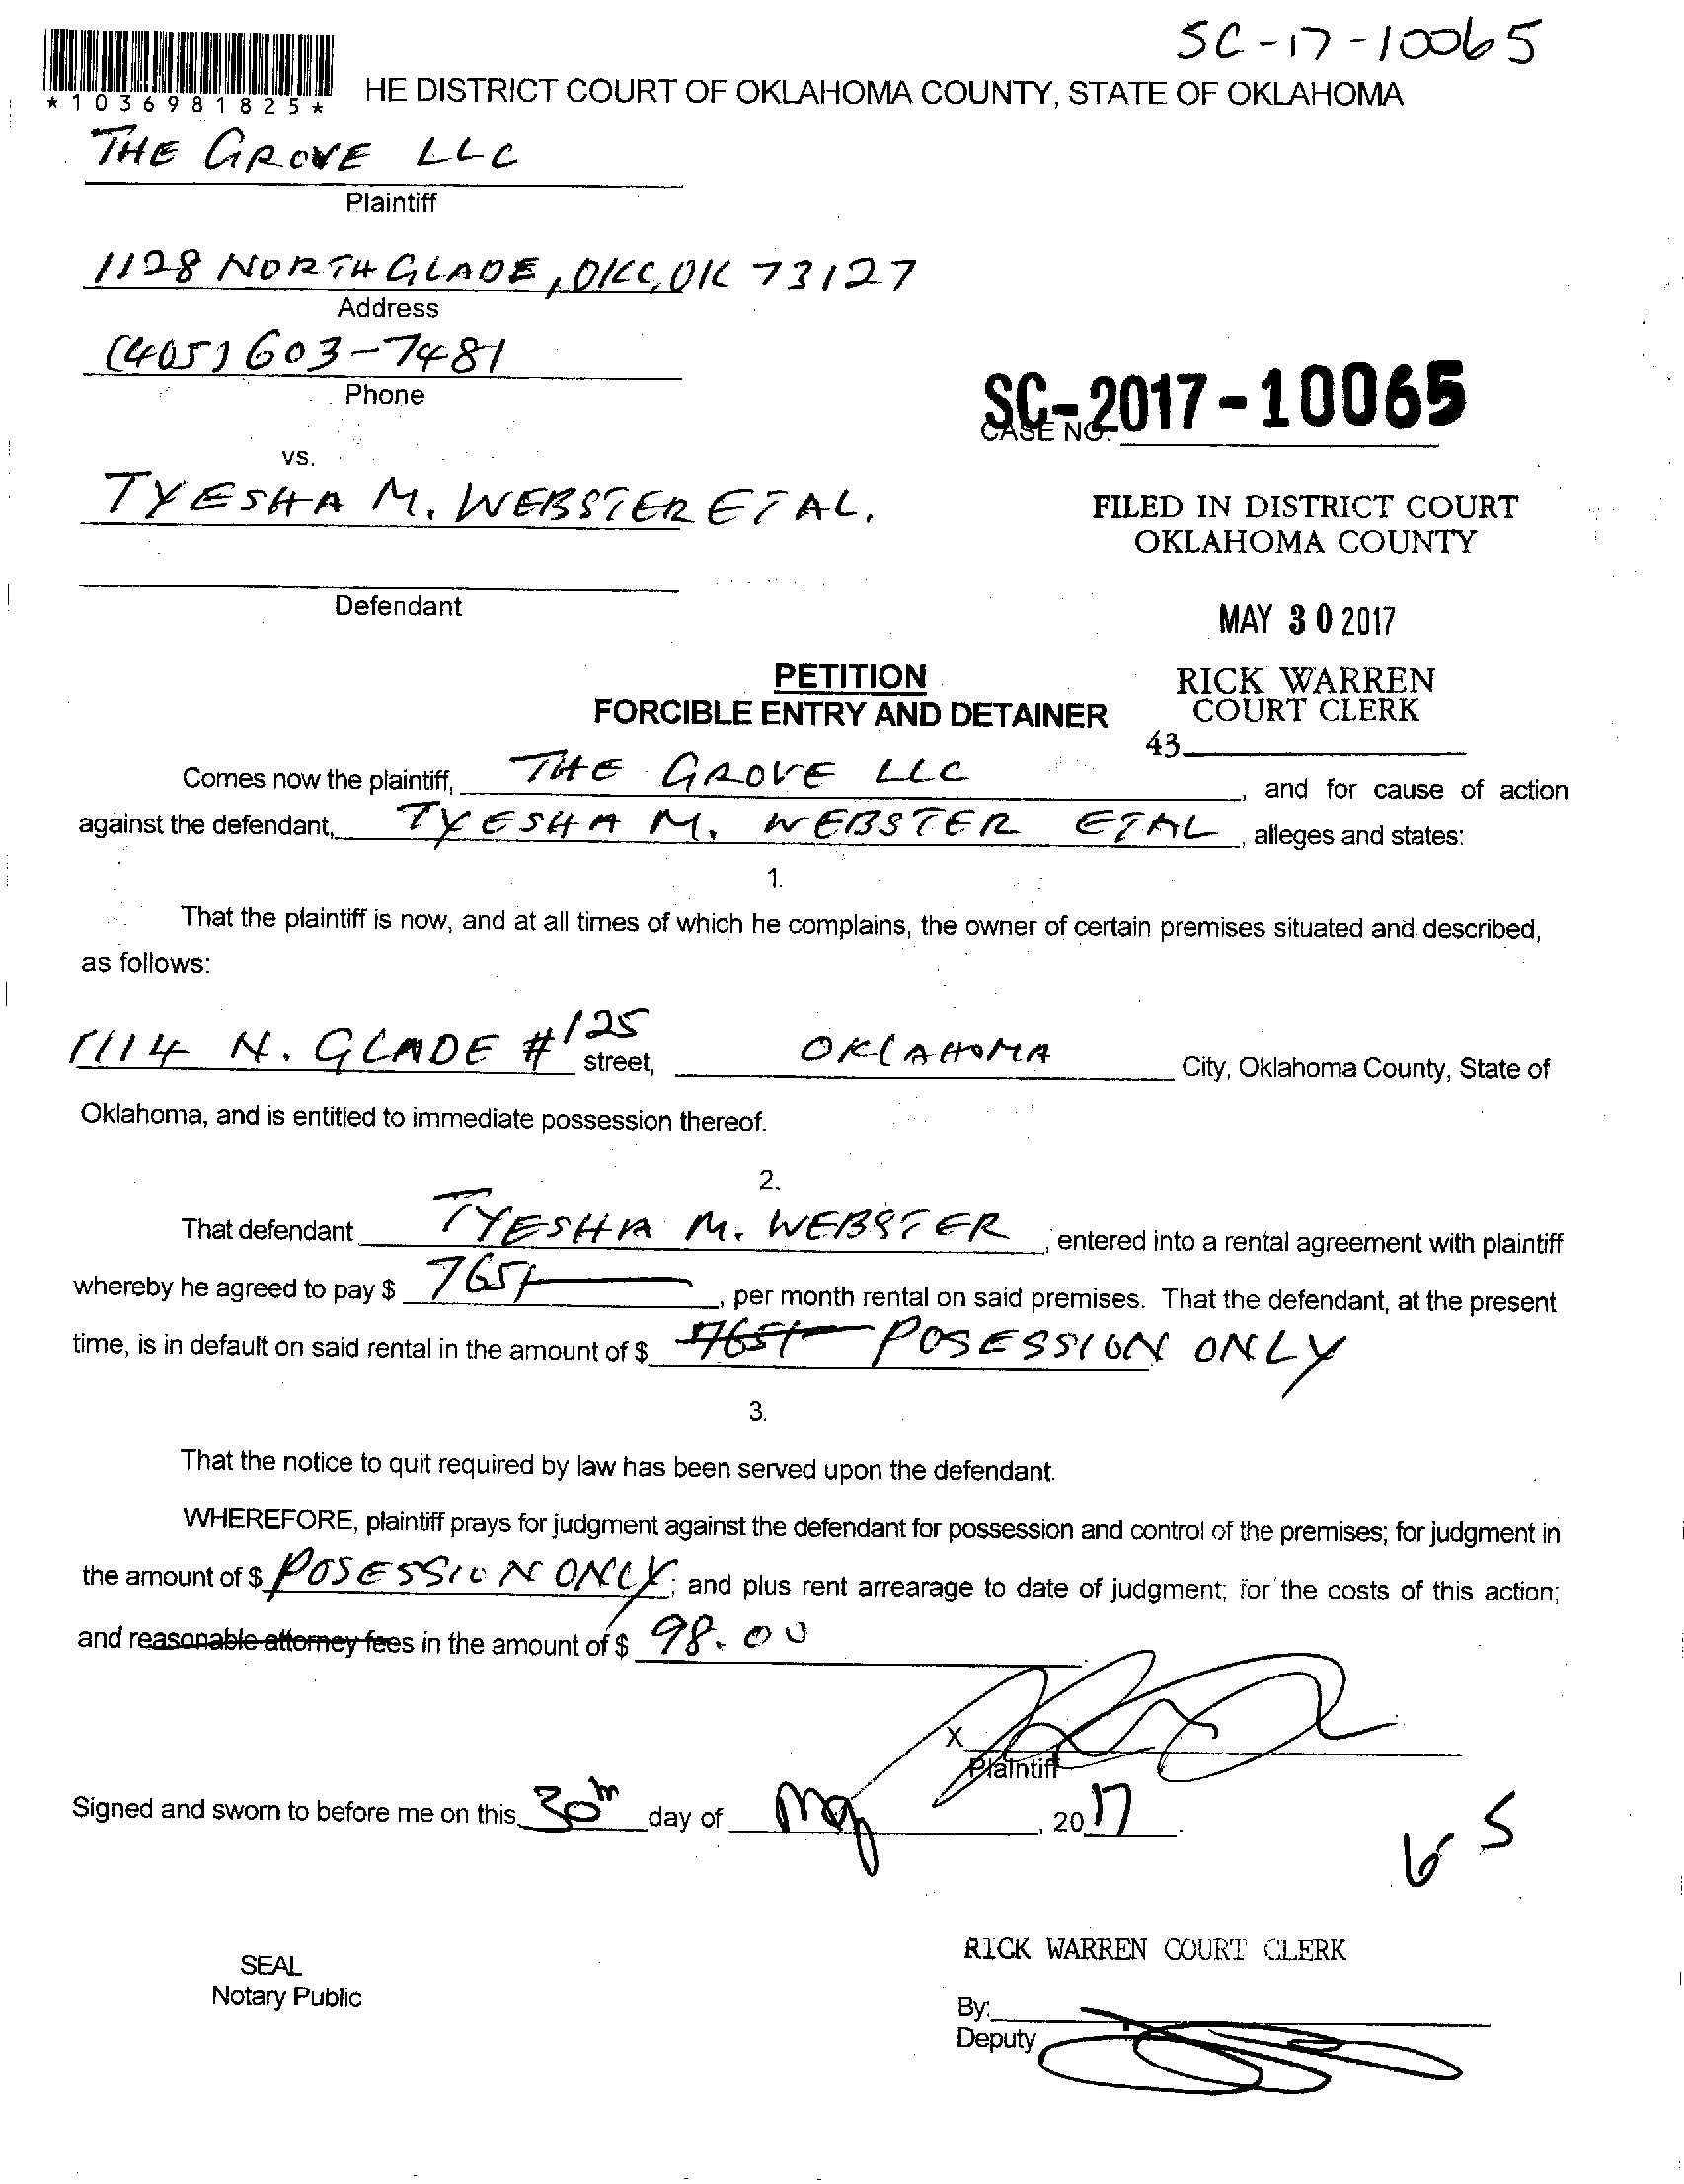 SC-17-10065
*1036981825*
HE DISTRICT COURT OF OKLAHOMA COUNTY, STATE OF OKLAHOMA
THE GROVE LLC
Plaintiff
1128 NORTH GLADE, OKC, OK 73127
Address
(405) 603-7481
Phone
SC-2017-10065
CASE NO.
vs.
TYESHA M. WEBSTER ETAL.
FILED IN DISTRICT COURT
OKLAHOMA COUNTY
Defendant
MAY 30 2017
PETITION
RICK WARREN
FORCIBLE ENTRY AND DETAINER
COURT CLERK
43
Comes now the plaintiff, THE GROVE LLC, and for cause of action
against the defendant, TYESHA M. WEBSTER ETAL, alleges and states:
1.
That the plaintiff is now, and at all times of which he complains, the owner of certain premises situated and described,
as follows:
1114 N. GLADE #125 street, OKLAHOMA City, Oklahoma County, State of
Oklahoma, and is entitled to immediate possession thereof.
2.
That defendant TYESHA M. WEBSTER, entered into a rental agreement with plaintiff
whereby he agreed to pay $ 765/-, per month rental on said premises. That the defendant, at the present
time, is in default on said rental in the amount of $ 765/- POSESSION ONLY
3.
That the notice to quit required by law has been served upon the defendant.
WHEREFORE, plaintiff prays for judgment against the defendant for possession and control of the premises; for judgment in
the amount of $ POSESSION ONLY; and plus rent arrearage to date of judgment; for the costs of this action;
and reasonable attorney fees in the amount of $ 98.00
X
Plaintiff
Signed and sworn to before me on this 30th day of May, 2017
RICK WARREN COURT CLERK
SEAL
Notary Public
By:
Deputy